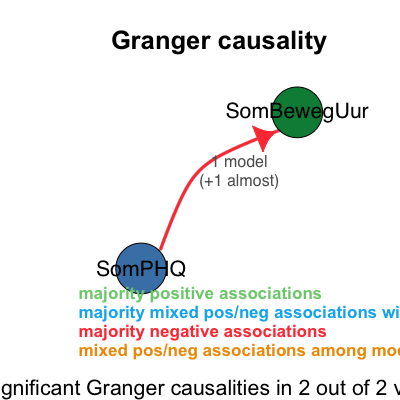 Granger causality
SomBewegUur
1 model
(+1 almost)
SomPHQ
majority positive associations
majority mixed pos/neg associations wi
majority negative associations
mixed pos/neg associations among mo
gnificant Granger causalities in 2 out of 2 v